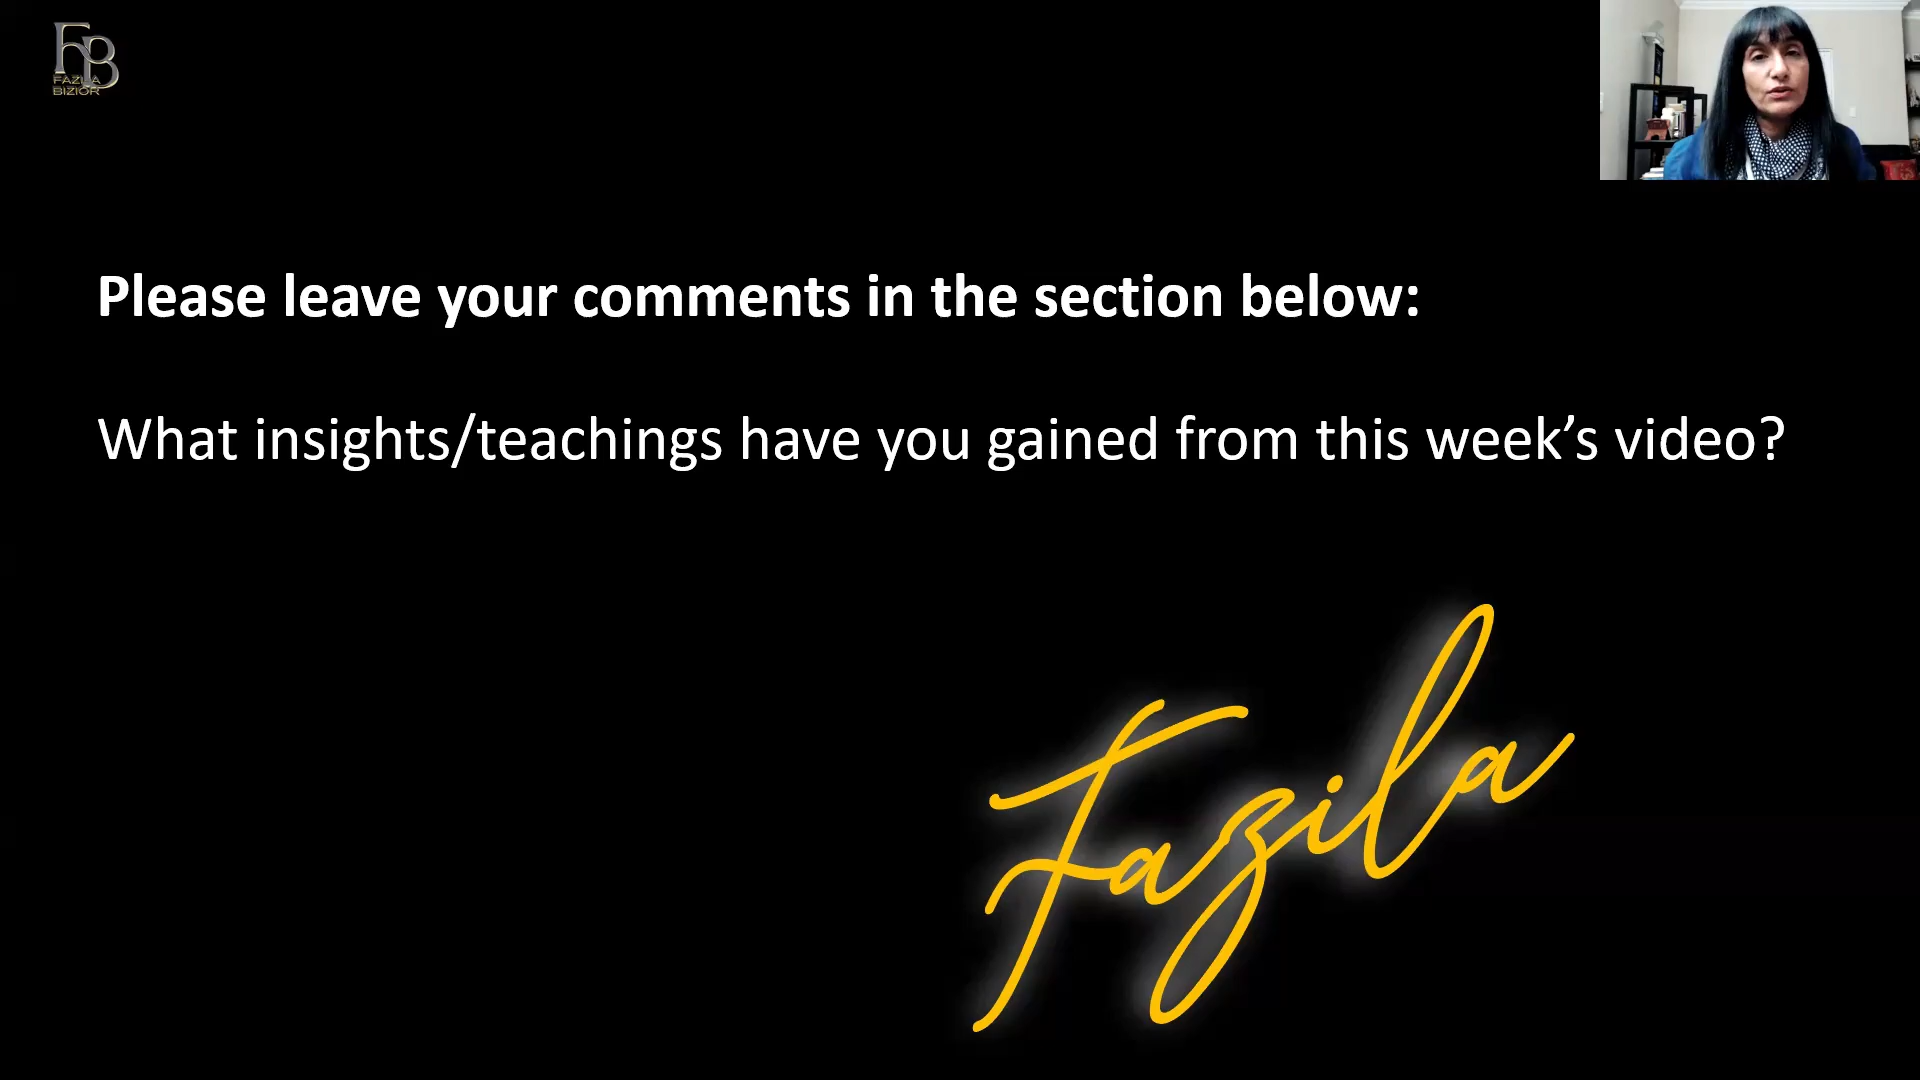 FB
FAZILA
BIZIOR
Please leave your comments in the section below:
What insights/teachings have you gained from this week’s video?
Fazila